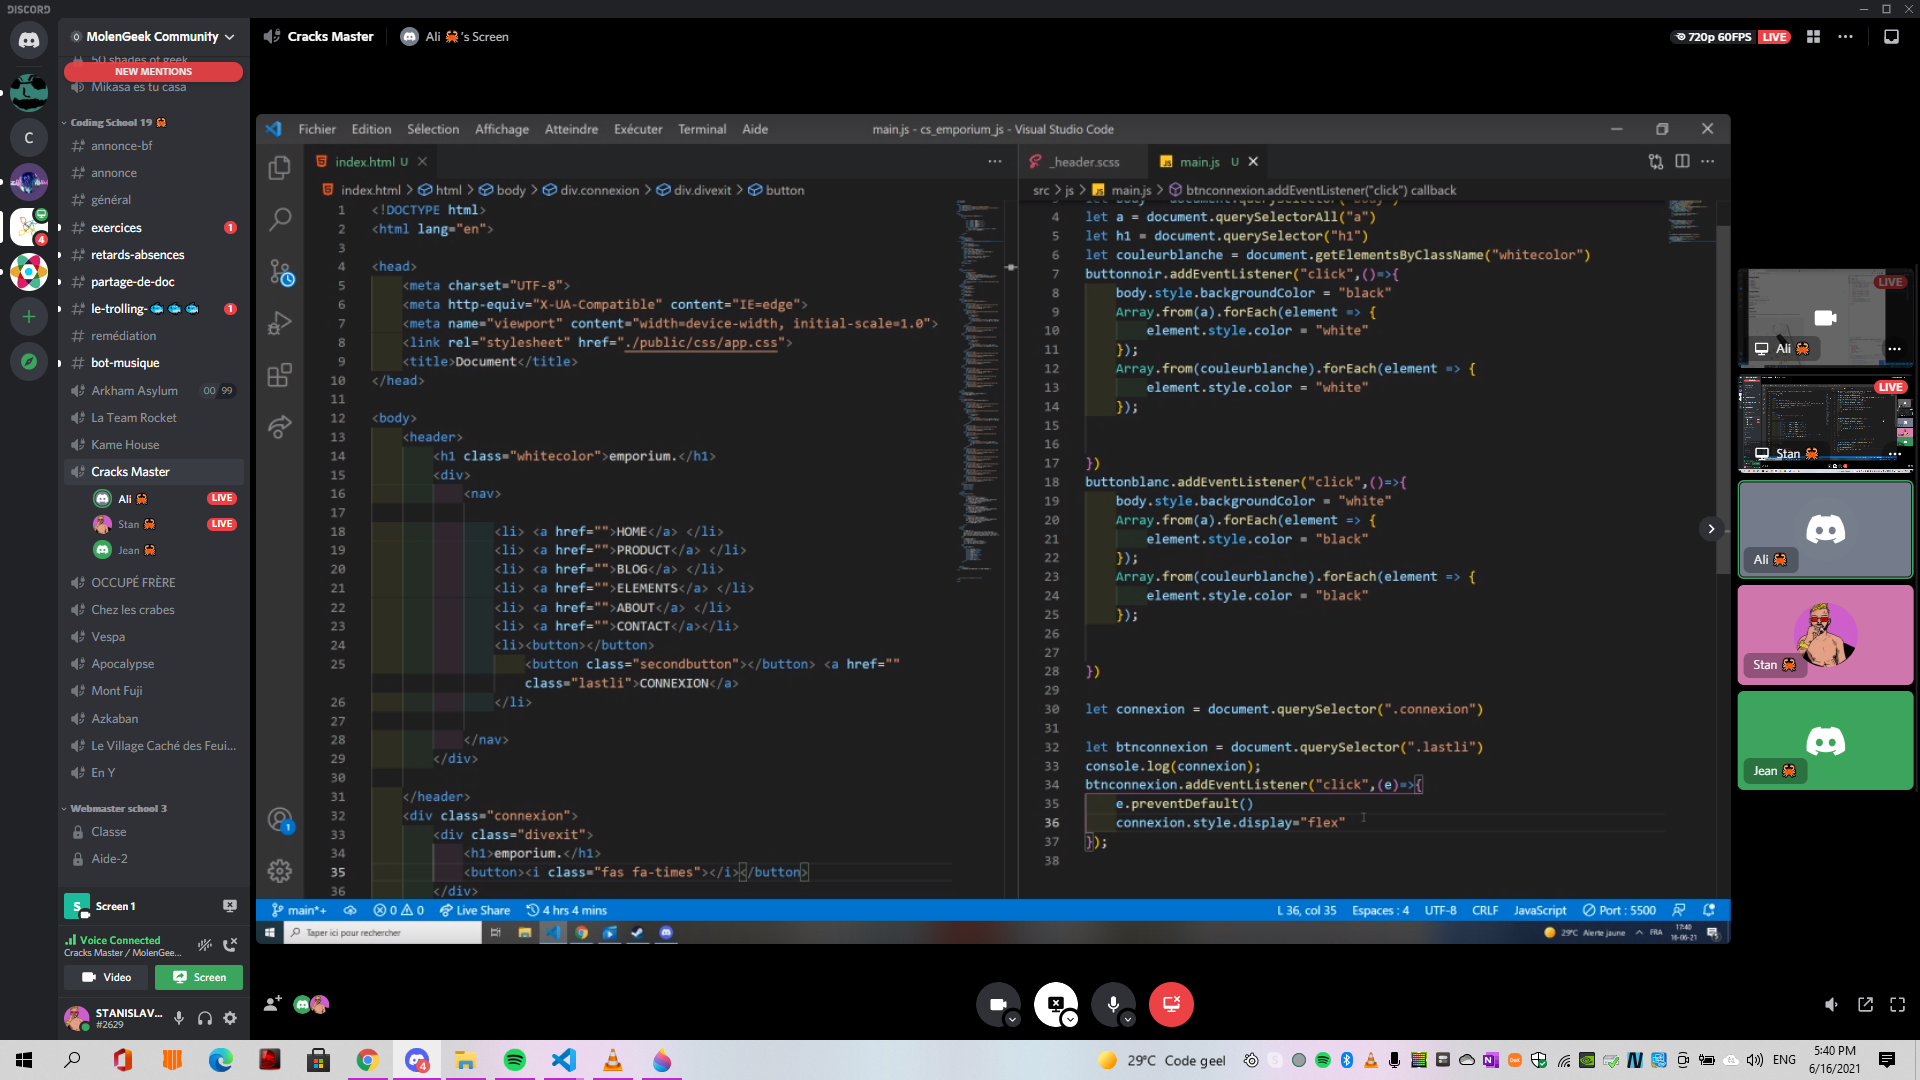 DISCORD
MolenGeek Community
50 shades of geek
NEW MENTIONS
Mikasa es tu casa
Coding School 19
annonce-bf
annonce
général
exercices 1
retards-absences
partage-de-doc
le-trolling- 1
remédiation
bot-musique
Arkham Asylum 00 99
La Team Rocket
Kame House
Cracks Master
Ali LIVE
Stan LIVE
Jean
OCCUPÉ FRÈRE
Chez les crabes
Vespa
Apocalypse
Mont Fuji
Azkaban
Le Village Caché des Feui...
En Y
Webmaster school 3
Classe
Aide-2
Screen 1
Voice Connected
Cracks Master / MolenGee...
Video
Screen
STANISLAV...
#2629
Cracks Master
Ali 's Screen
720p 60FPS LIVE
Fichier Edition Sélection Affichage Atteindre Exécuter Terminal Aide
main.js - cs_emporium_js - Visual Studio Code
index.html U
index.html > html > body > div.connexion > div.divexit > button
1 <!DOCTYPE html>
2 <html lang="en">
3
4 <head>
5 <meta charset="UTF-8">
6 <meta http-equiv="X-UA-Compatible" content="IE=edge">
7 <meta name="viewport" content="width=device-width, initial-scale=1.0">
8 <link rel="stylesheet" href="./public/css/app.css">
9 <title>Document</title>
10 </head>
11
12 <body>
13 <header>
14 <h1 class="whitecolor">emporium.</h1>
15 <div>
16 <nav>
17
18 <li> <a href="">HOME</a> </li>
19 <li> <a href="">PRODUCT</a> </li>
20 <li> <a href="">BLOG</a> </li>
21 <li> <a href="">ELEMENTS</a> </li>
22 <li> <a href="">ABOUT</a> </li>
23 <li> <a href="">CONTACT</a></li>
24 <li><button></button>
25 <button class="secondbutton"></button> <a href=""
class="lastli">CONNEXION</a>
26 </li>
27
28 </nav>
29 </div>
30
31 </header>
32 <div class="connexion">
33 <div class="divexit">
34 <h1>emporium.</h1>
35 <button><i class="fas fa-times"></i></button>
36 </div>
_header.scss
main.js U
src > js > main.js > btnconnexion.addEventListener("click") callback
3 let body = document.querySelector("body")
4 let a = document.querySelectorAll("a")
5 let h1 = document.querySelector("h1")
6 let couleurblanche = document.getElementsByClassName("whitecolor")
7 buttonnoir.addEventListener("click",()=>{
8 body.style.backgroundColor = "black"
9 Array.from(a).forEach(element => {
10 element.style.color = "white"
11 });
12 Array.from(couleurblanche).forEach(element => {
13 element.style.color = "white"
14 });
15
16
17 })
18 buttonblanc.addEventListener("click",()=>{
19 body.style.backgroundColor = "white"
20 Array.from(a).forEach(element => {
21 element.style.color = "black"
22 });
23 Array.from(couleurblanche).forEach(element => {
24 element.style.color = "black"
25 });
26
27
28 })
29
30 let connexion = document.querySelector(".connexion")
31
32 let btnconnexion = document.querySelector(".lastli")
33 console.log(connexion);
34 btnconnexion.addEventListener("click",(e)=>{
35 e.preventDefault()
36 connexion.style.display="flex"
37 });
38
main*+ 0 0 Live Share 4 hrs 4 mins
L 36, col 35 Espaces : 4 UTF-8 CRLF JavaScript Port : 5500
Taper ici pour rechercher
29°C Alerte jaune FRA 17:40
16-06-21
LIVE
Ali
LIVE
Stan
Ali
Stan
Jean
29°C Code geel
ENG
5:40 PM
6/16/2021